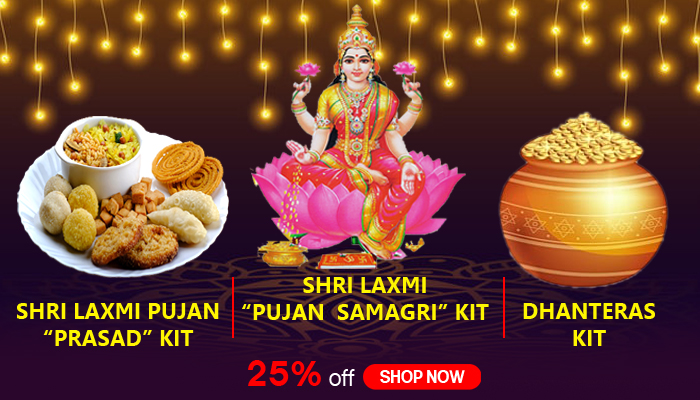 SHRI LAXMI PUJAN
“PRASAD” KIT
SHRI LAXMI
“PUJAN SAMAGRI” KIT
DHANTERAS
KIT
25% off SHOP NOW